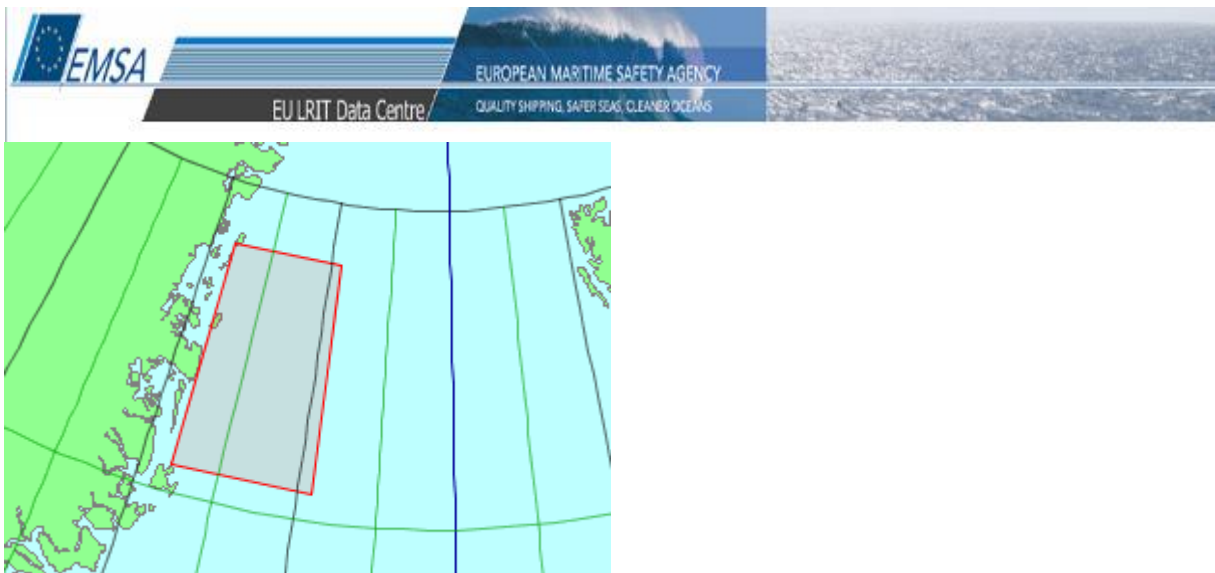 EMSA
EUROPEAN MARITIME SAFETY AGENCY
EU LRIT Data Centre
QUALITY SHIPPING, SAFER SEAS, CLEANER OCEANS